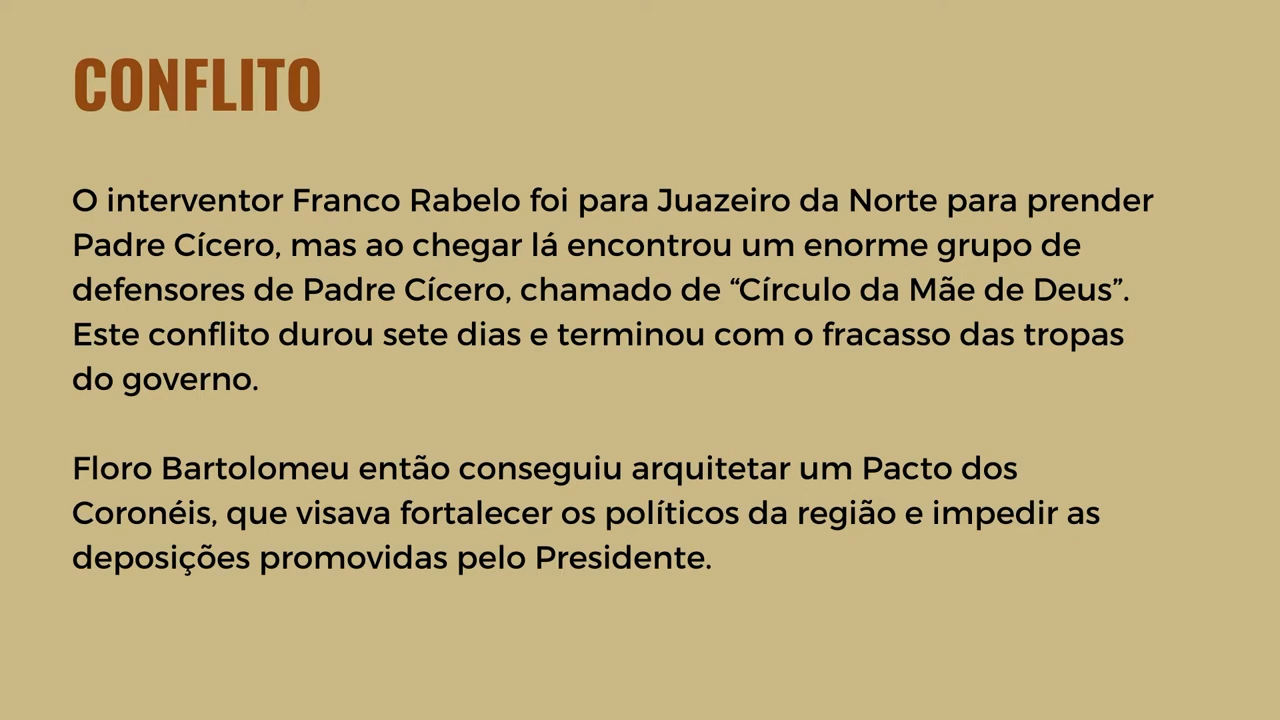 CONFLITO
O interventor Franco Rabelo foi para Juazeiro da Norte para prender
Padre Cícero, mas ao chegar lá encontrou um enorme grupo de
defensores de Padre Cícero, chamado de “Círculo da Mãe de Deus”.
Este conflito durou sete dias e terminou com o fracasso das tropas
do governo.
Floro Bartolomeu então conseguiu arquitetar um Pacto dos
Coronéis, que visava fortalecer os políticos da região e impedir as
deposições promovidas pelo Presidente.